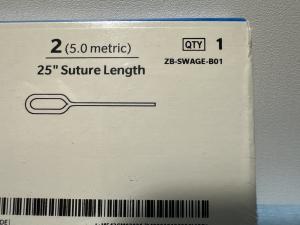 2 (5.0 metric)
QTY 1
25" Suture Length
ZB-SWAGE-B01